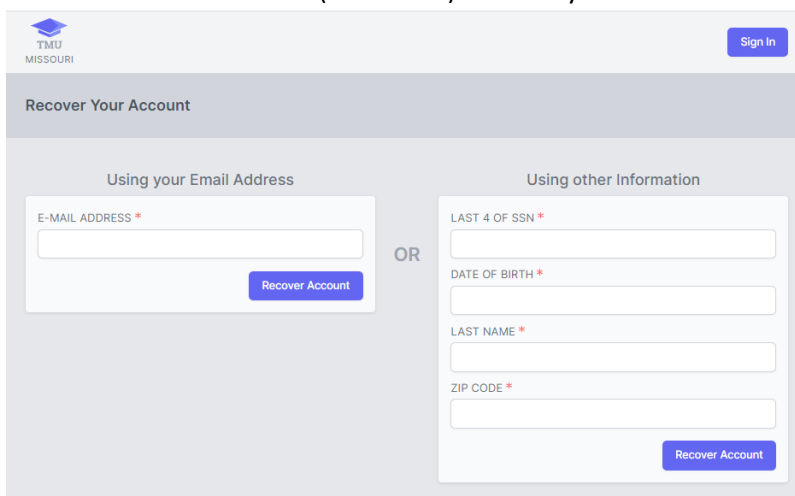 TMU
MISSOURI
Sign In
Recover Your Account
Using your Email Address
E-MAIL ADDRESS *
Recover Account
OR
Using other Information
LAST 4 OF SSN *
DATE OF BIRTH *
LAST NAME *
ZIP CODE *
Recover Account